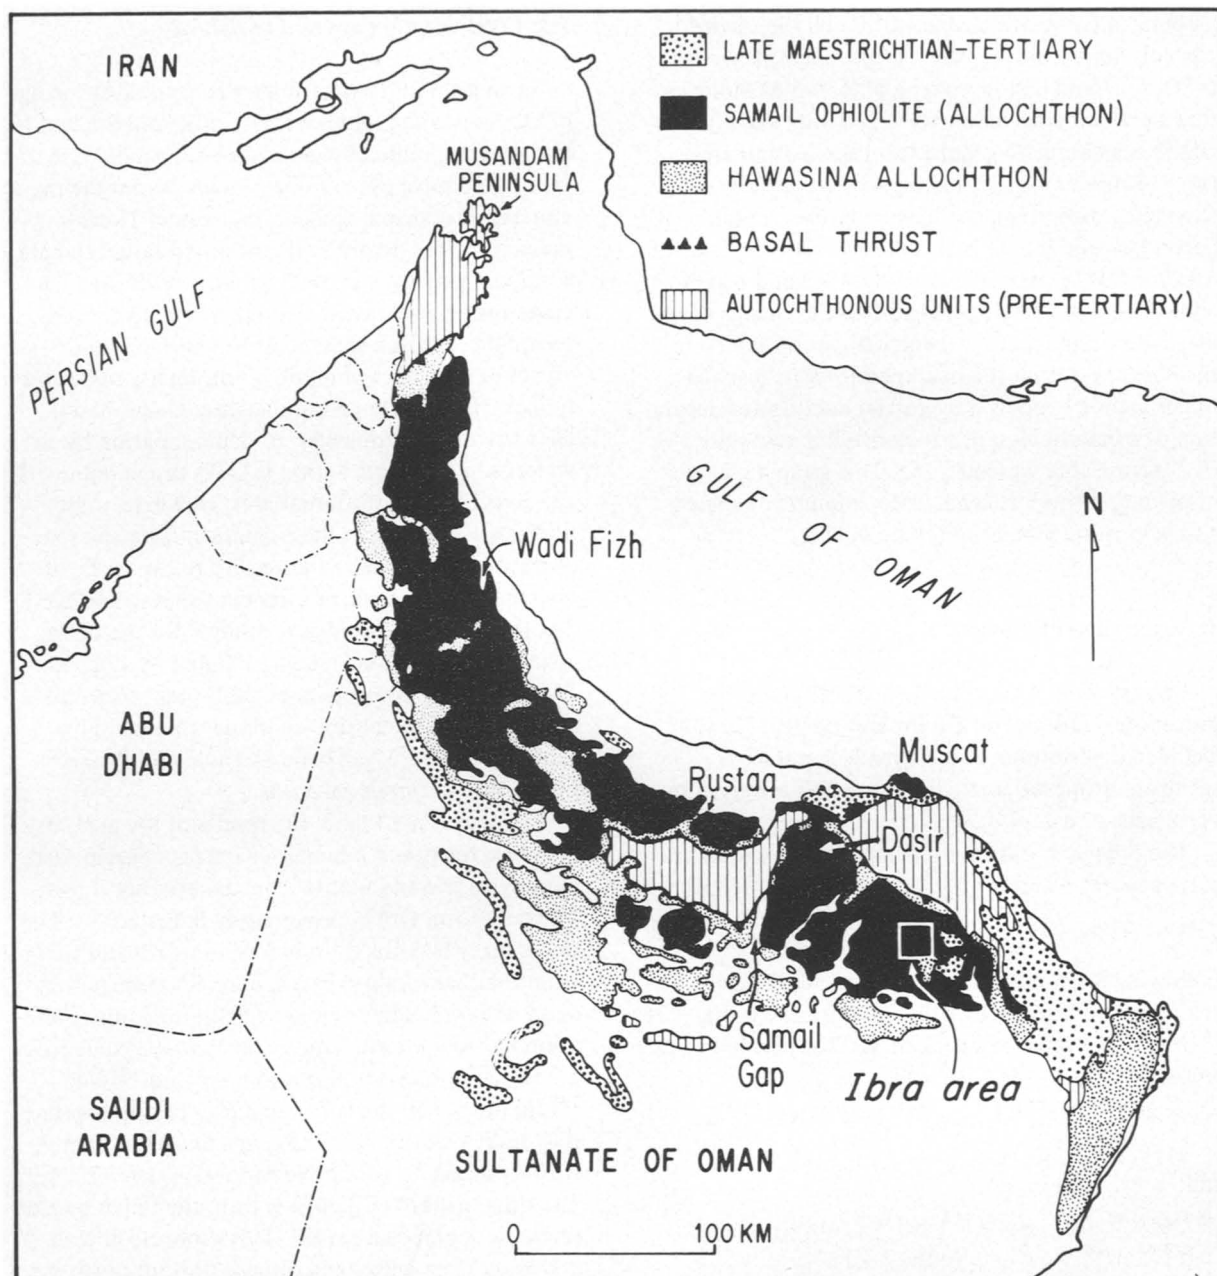 IRAN
LATE MAESTRICHTIAN-TERTIARY
SAMAIL OPHIOLITE (ALLOCHTHON)
HAWASINA ALLOCHTHON
BASAL THRUST
AUTOCHTHONOUS UNITS (PRE-TERTIARY)
MUSANDAM
PENINSULA
PERSIAN GULF
GULF
OF
OMAN
N
Wadi Fizh
ABU
DHABI
Muscat
Rustaq
Dasir
Samail
Gap
Ibra area
SAUDI
ARABIA
SULTANATE OF OMAN
0 100 KM